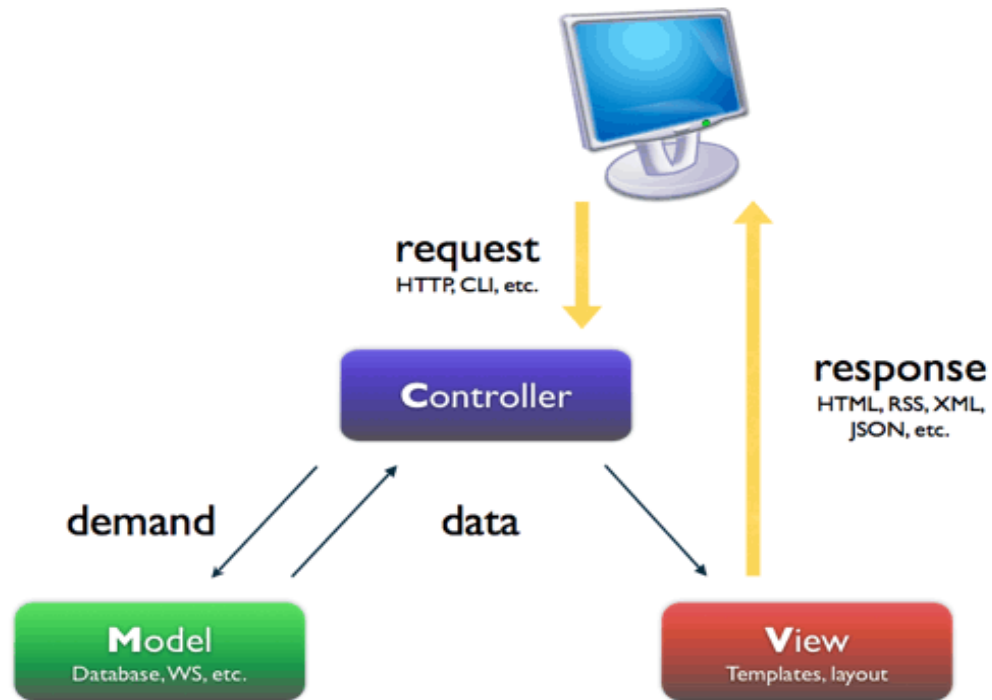 request
HTTP, CLI, etc.
Controller
response
HTML, RSS, XML,
JSON, etc.
demand
data
Model
Database, WS, etc.
View
Templates, layout